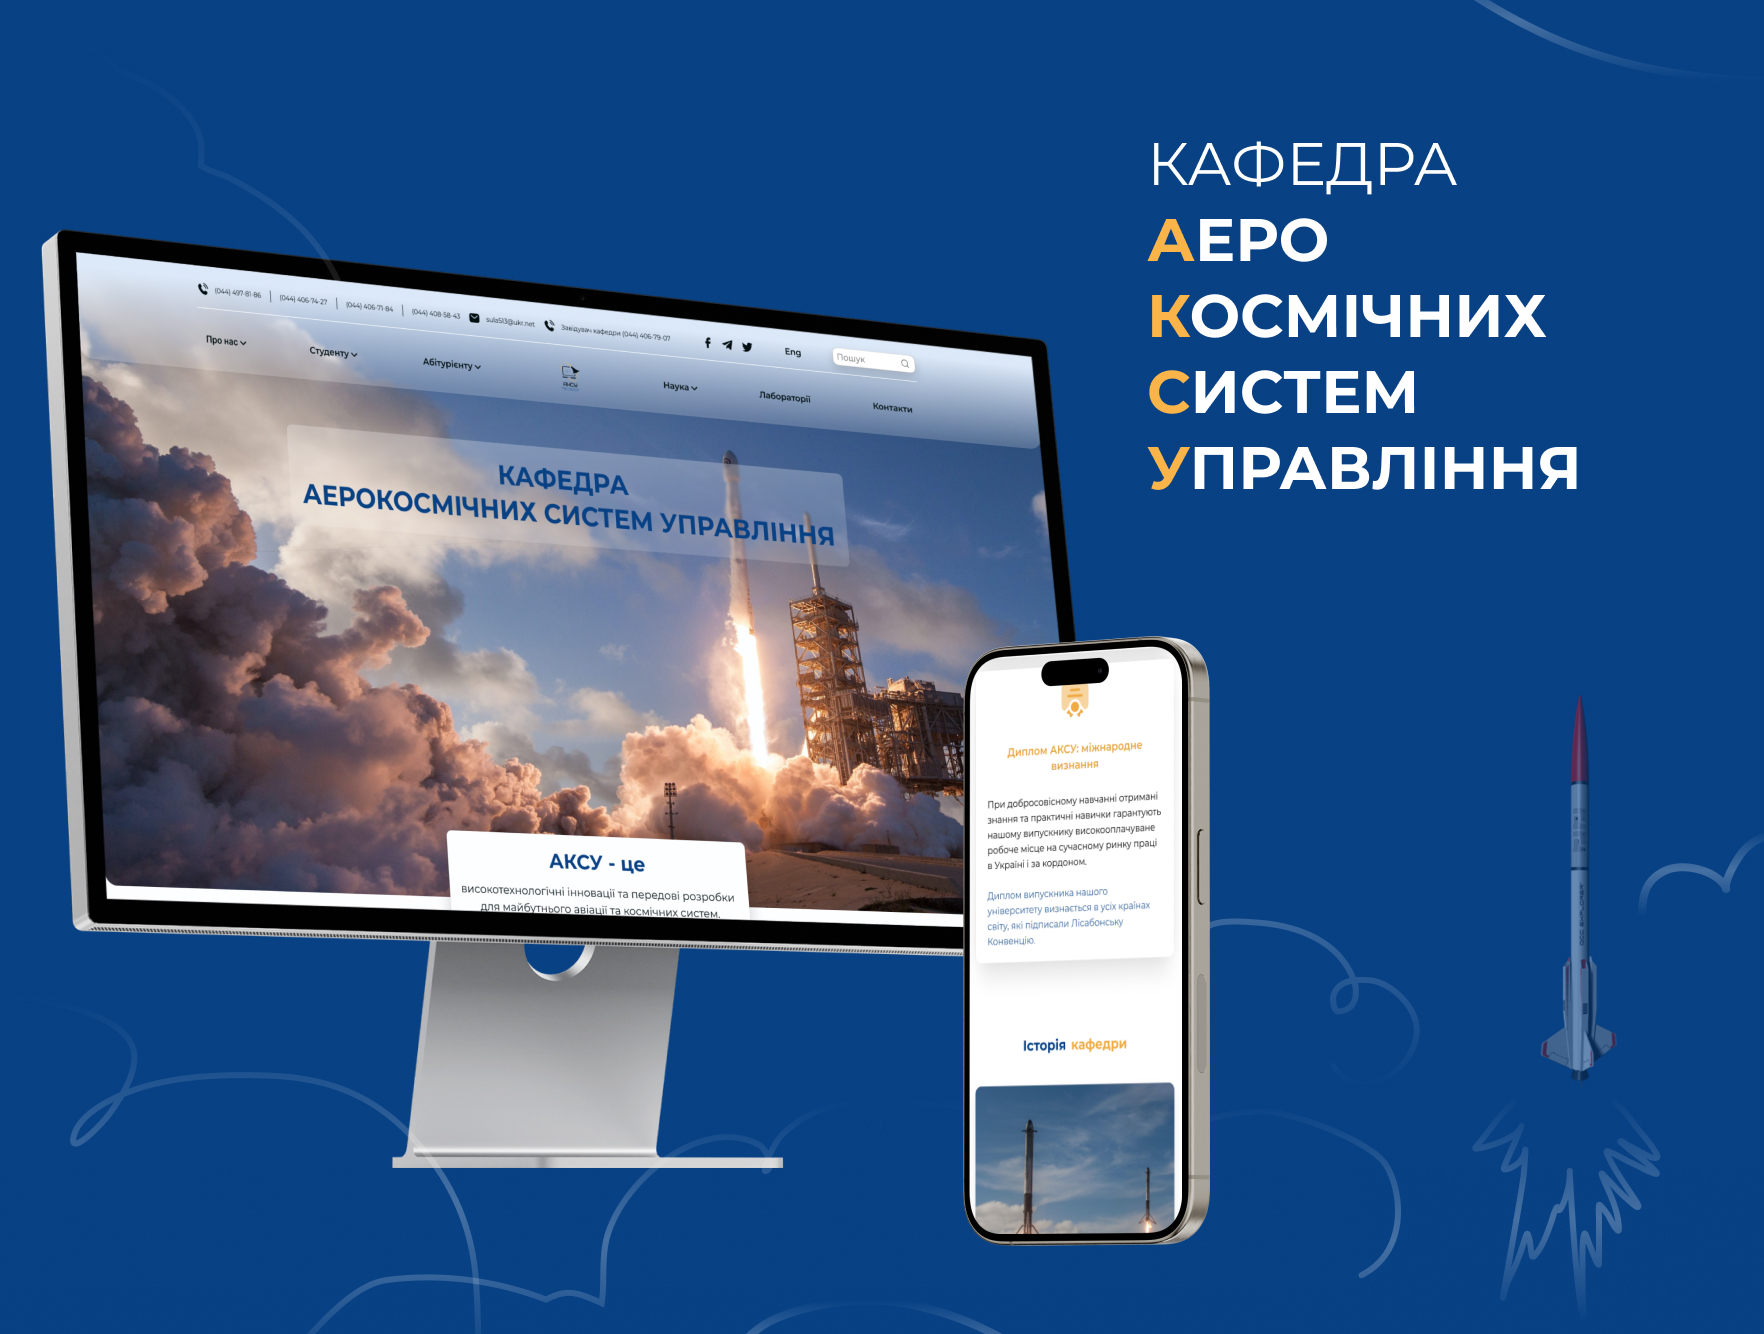 КАФЕДРА
АЕРО
КОСМІЧНИХ
СИСТЕМ
УПРАВЛІННЯ
(044) 497-81-86
(044) 406-74-27
(044) 406-71-84
(044) 408-58-43
sula513@ukr.net
Завідувач кафедри (044) 406-79-07
Eng
Пошук
Про нас
Студенту
Абітурієнту
АКСУ
Наука
Лабораторії
Контакти
КАФЕДРА
АЕРОКОСМІЧНИХ СИСТЕМ УПРАВЛІННЯ
АКСУ - це
високотехнологічні інновації та передові розробки
для майбутнього авіації та космічних систем.
Диплом АКСУ: міжнародне
визнання
При добросовісному навчанні отримані
знання та практичні навички гарантують
нашому випускнику високооплачуване
робоче місце на сучасному ринку праці
в Україні і за кордоном.
Диплом випускника нашого
університету визнається в усіх країнах
світу, які підписали Лісабонську
Конвенцію.
Історія кафедри